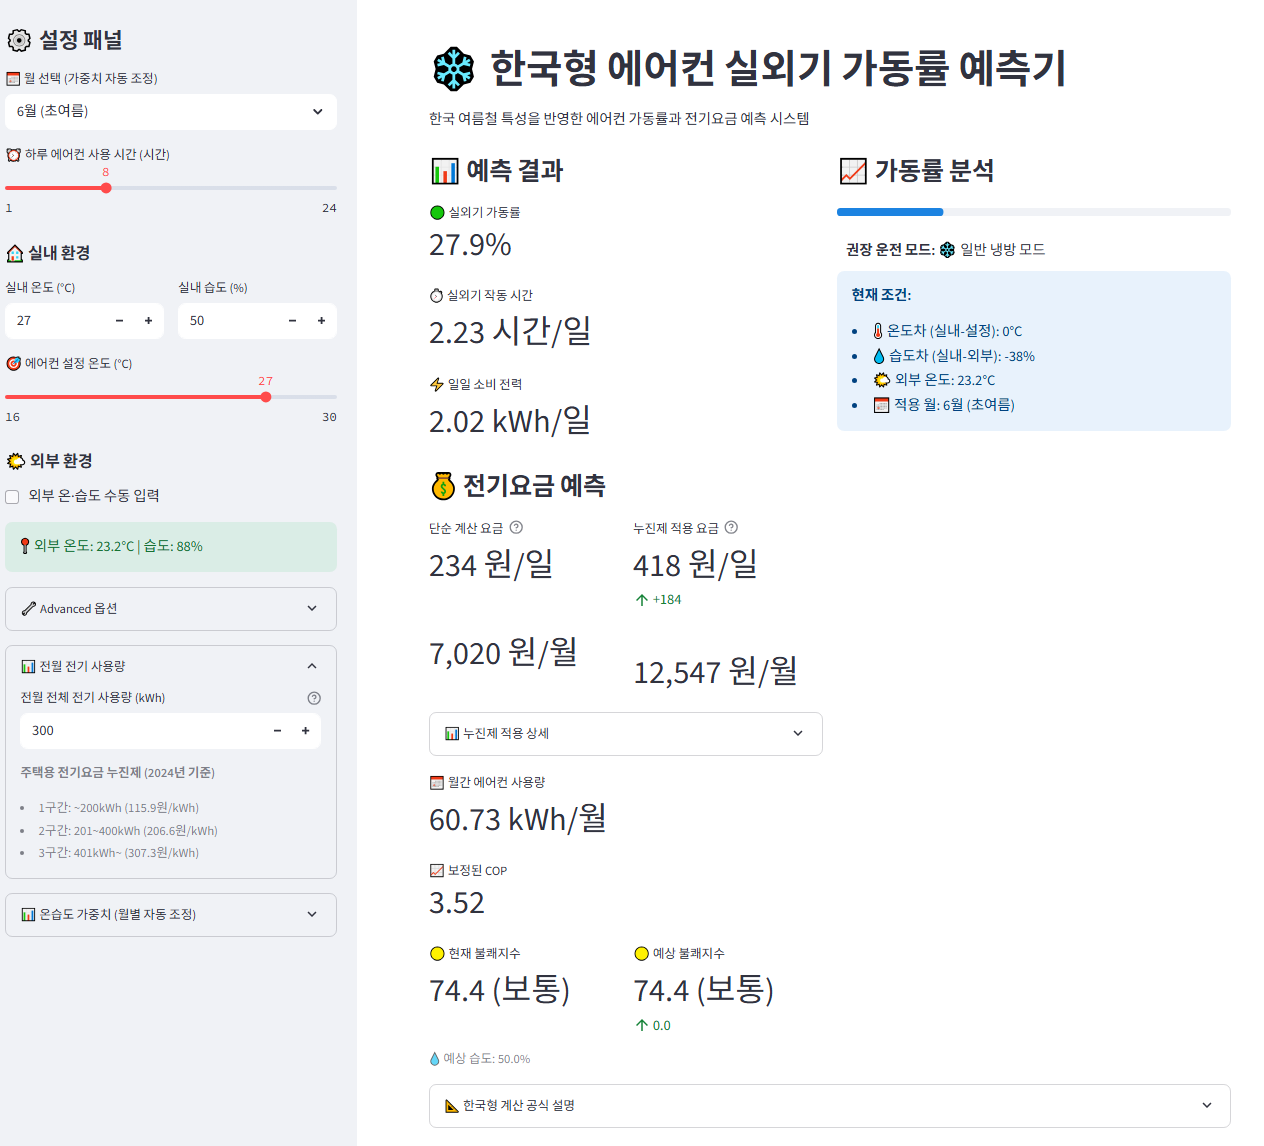 설정 패널
월 선택 (가중치 자동 조정)
6월 (초여름)
하루 에어컨 사용 시간 (시간)
8
1 24
실내 환경
실내 온도 (°C) 실내 습도 (%)
27 − + 50 − +
에어컨 설정 온도 (°C)
27
16 30
외부 환경
외부 온·습도 수동 입력
외부 온도: 23.2°C | 습도: 88%
Advanced 옵션
전월 전기 사용량
전월 전체 전기 사용량 (kWh)
300 − +
주택용 전기요금 누진제 (2024년 기준)
• 1구간: ~200kWh (115.9원/kWh)
• 2구간: 201~400kWh (206.6원/kWh)
• 3구간: 401kWh~ (307.3원/kWh)
온습도 가중치 (월별 자동 조정)
한국형 에어컨 실외기 가동률 예측기
한국 여름철 특성을 반영한 에어컨 가동률과 전기요금 예측 시스템
예측 결과
실외기 가동률
27.9%
실외기 작동 시간
2.23 시간/일
일일 소비 전력
2.02 kWh/일
가동률 분석
권장 운전 모드: 일반 냉방 모드
현재 조건:
• 온도차 (실내-설정): 0°C
• 습도차 (실내-외부): -38%
• 외부 온도: 23.2°C
• 적용 월: 6월 (초여름)
전기요금 예측
단순 계산 요금 누진제 적용 요금
234 원/일 418 원/일
↑ +184
7,020 원/월 12,547 원/월
누진제 적용 상세
월간 에어컨 사용량
60.73 kWh/월
보정된 COP
3.52
현재 불쾌지수 예상 불쾌지수
74.4 (보통) 74.4 (보통)
↑ 0.0
예상 습도: 50.0%
한국형 계산 공식 설명